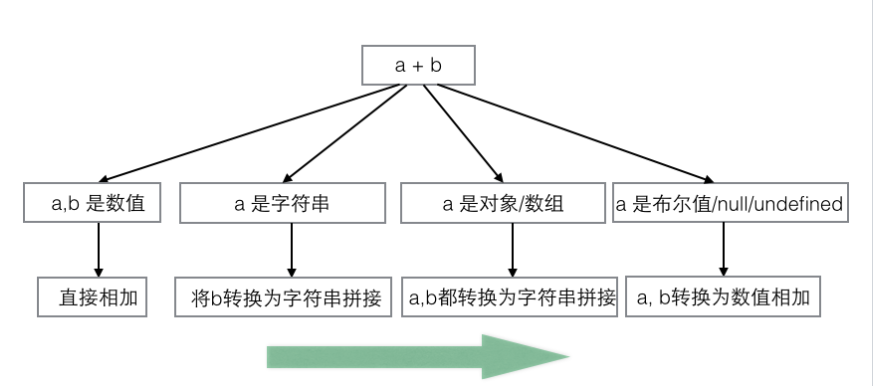 a + b
a,b 是数值
a 是字符串
a 是对象/数组
a 是布尔值/null/undefined
直接相加
将b转换为字符串拼接
a,b都转换为字符串拼接
a, b转换为数值相加